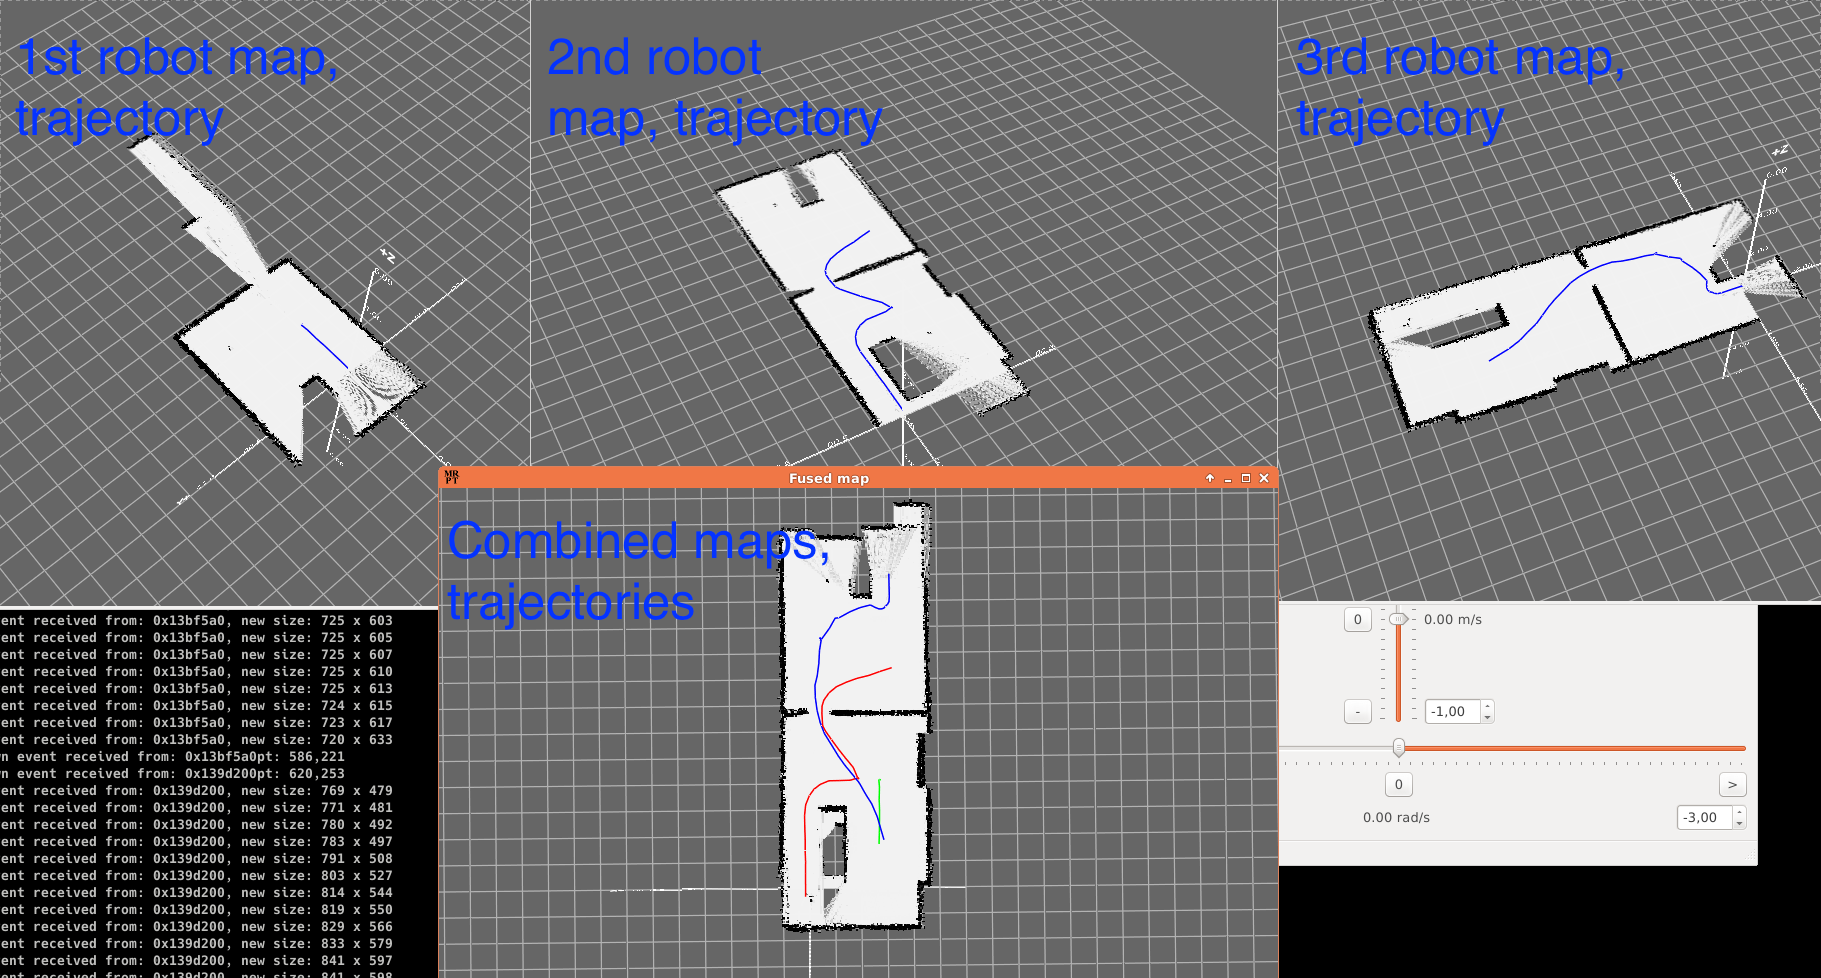 1st robot map,
trajectory
2nd robot
map, trajectory
3rd robot map,
trajectory
+Z
+Z
MR
PT
Fused map
Combined maps,
trajectories
ent received from: 0x13bf5a0, new size: 725 x 603
ent received from: 0x13bf5a0, new size: 725 x 605
ent received from: 0x13bf5a0, new size: 725 x 607
ent received from: 0x13bf5a0, new size: 725 x 610
ent received from: 0x13bf5a0, new size: 725 x 613
ent received from: 0x13bf5a0, new size: 724 x 615
ent received from: 0x13bf5a0, new size: 723 x 617
ent received from: 0x13bf5a0, new size: 720 x 633
n event received from: 0x13bf5a0pt: 586,221
n event received from: 0x139d200pt: 620,253
ent received from: 0x139d200, new size: 769 x 479
ent received from: 0x139d200, new size: 771 x 481
ent received from: 0x139d200, new size: 780 x 492
ent received from: 0x139d200, new size: 783 x 497
ent received from: 0x139d200, new size: 791 x 508
ent received from: 0x139d200, new size: 803 x 527
ent received from: 0x139d200, new size: 814 x 544
ent received from: 0x139d200, new size: 819 x 550
ent received from: 0x139d200, new size: 829 x 566
ent received from: 0x139d200, new size: 833 x 579
ent received from: 0x139d200, new size: 841 x 597
ent received from: 0x139d200, new size: 841 x 598
0 0.00 m/s
- -1,00
0 >
0.00 rad/s -3,00